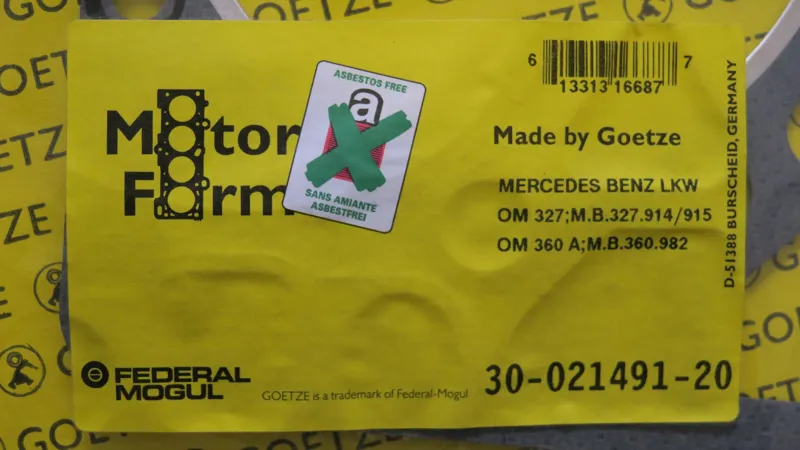 Motor
Form
ASBESTOS FREE
a
SANS AMIANTE
ASBESTFREI
6 13313 16687 7
Made by Goetze
MERCEDES BENZ LKW
OM 327;M.B.327.914/915
OM 360 A;M.B.360.982
D-51388 BURSCHEID, GERMANY
FEDERAL
MOGUL
GOETZE is a trademark of Federal-Mogul
30-021491-20
GOETZE
GOETZE
GOETZE